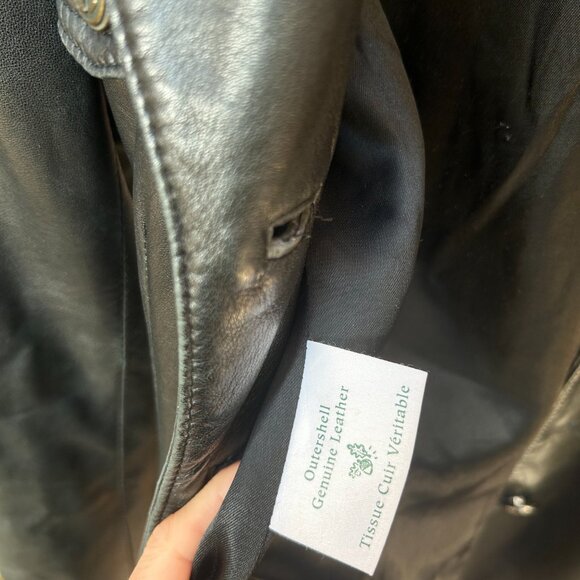 Outershell
Genuine Leather
Tissue Cuir Véritable